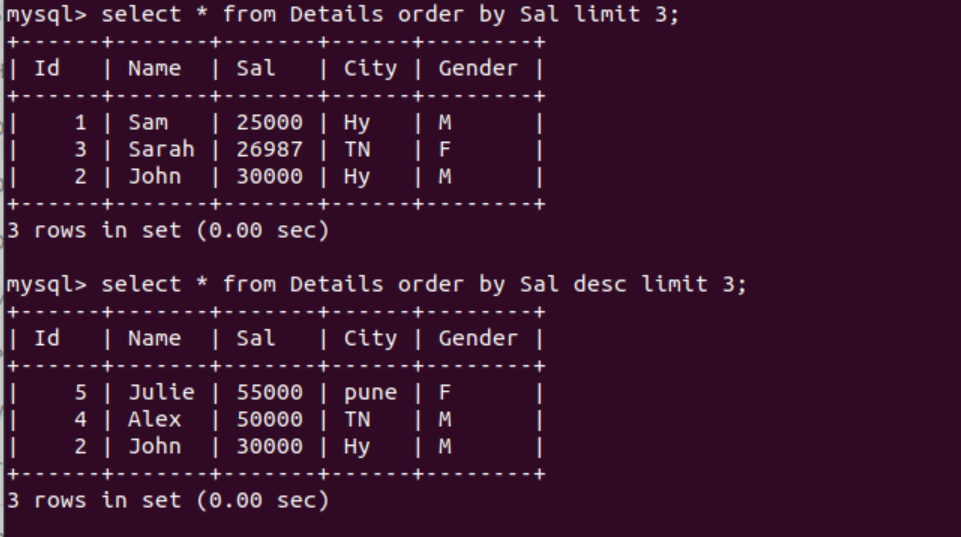 mysql> select * from Details order by Sal limit 3;
+------+-------+-------+------+--------+
| Id   | Name  | Sal   | City | Gender |
+------+-------+-------+------+--------+
|    1 | Sam   | 25000 | Hy   | M      |
|    3 | Sarah | 26987 | TN   | F      |
|    2 | John  | 30000 | Hy   | M      |
+------+-------+-------+------+--------+
3 rows in set (0.00 sec)
mysql> select * from Details order by Sal desc limit 3;
+------+-------+-------+------+--------+
| Id   | Name  | Sal   | City | Gender |
+------+-------+-------+------+--------+
|    5 | Julie | 55000 | pune | F      |
|    4 | Alex  | 50000 | TN   | M      |
|    2 | John  | 30000 | Hy   | M      |
+------+-------+-------+------+--------+
3 rows in set (0.00 sec)